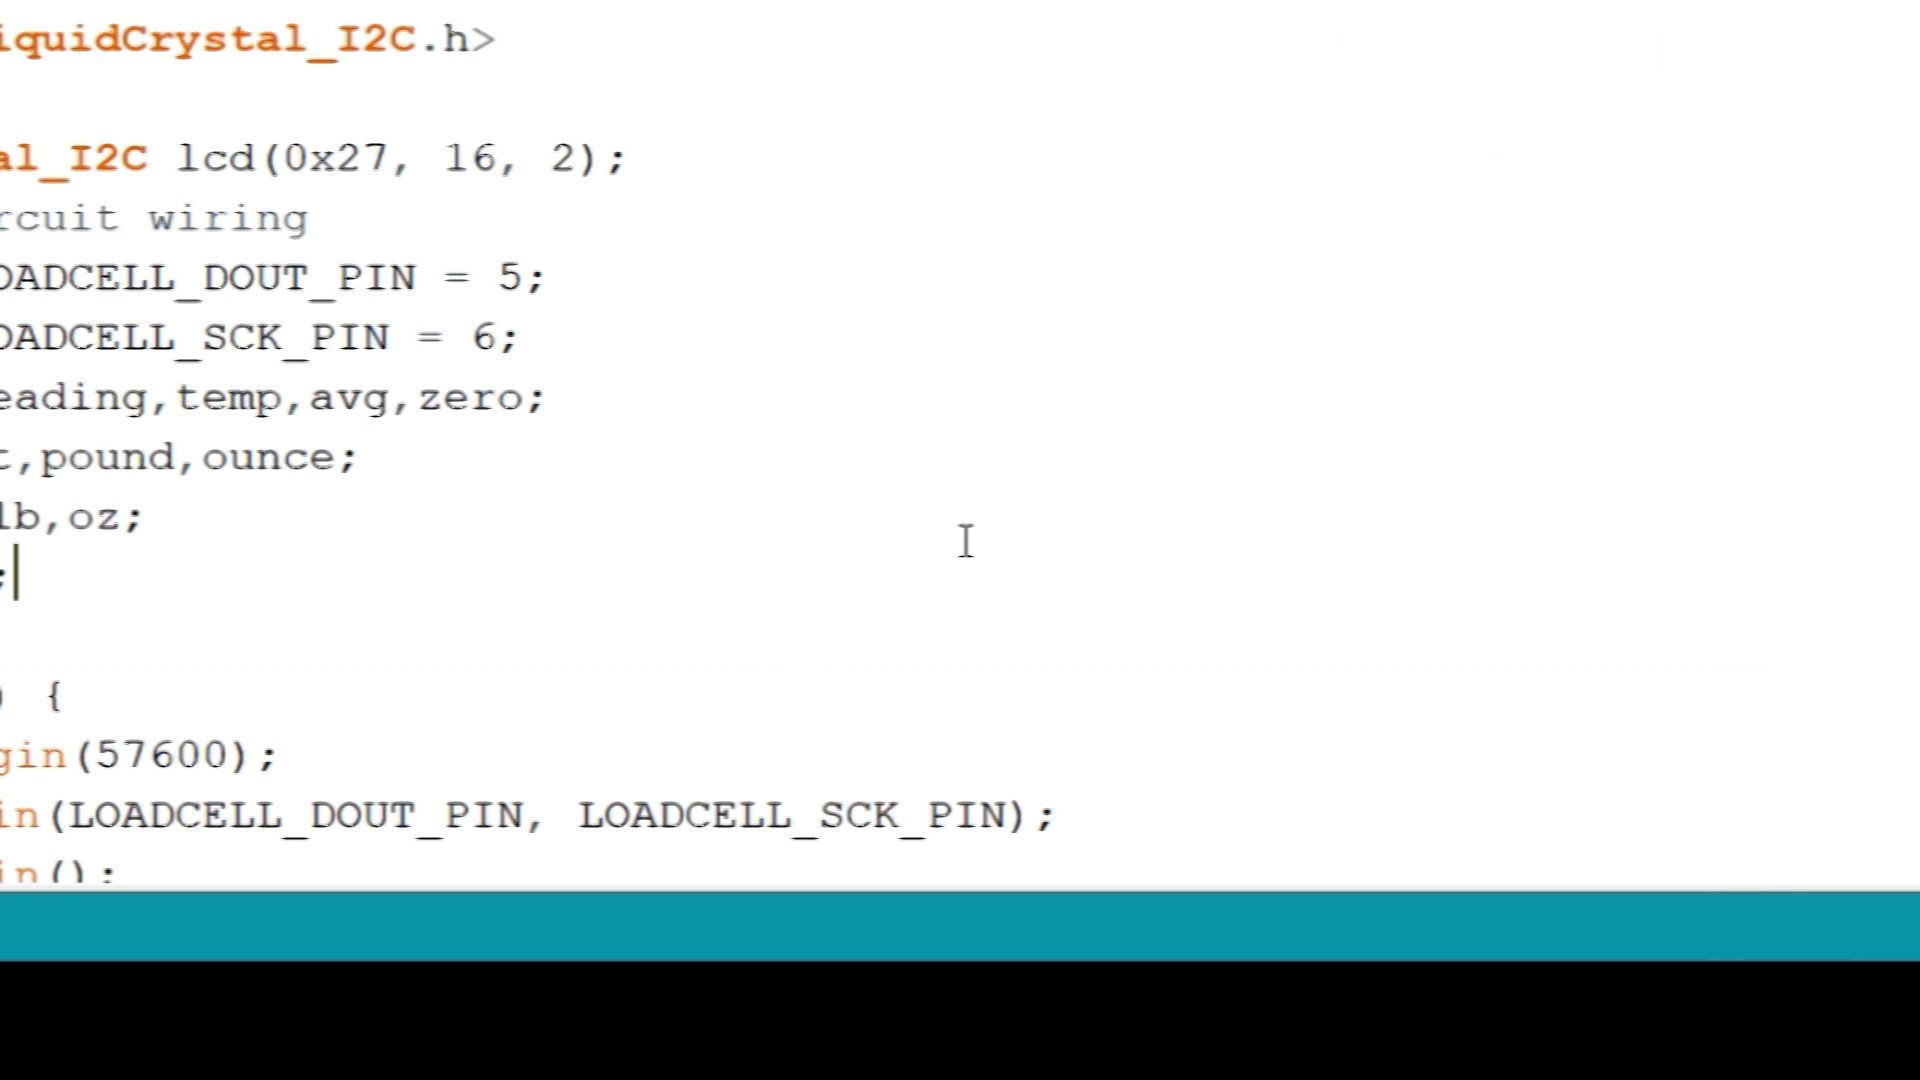 iquidCrystal_I2C.h>
al_I2C lcd(0x27, 16, 2);
rcuit wiring
OADCELL_DOUT_PIN = 5;
OADCELL_SCK_PIN = 6;
eading,temp,avg,zero;
t,pound,ounce;
lb,oz;
;
) {
gin(57600);
in(LOADCELL_DOUT_PIN, LOADCELL_SCK_PIN);
in();